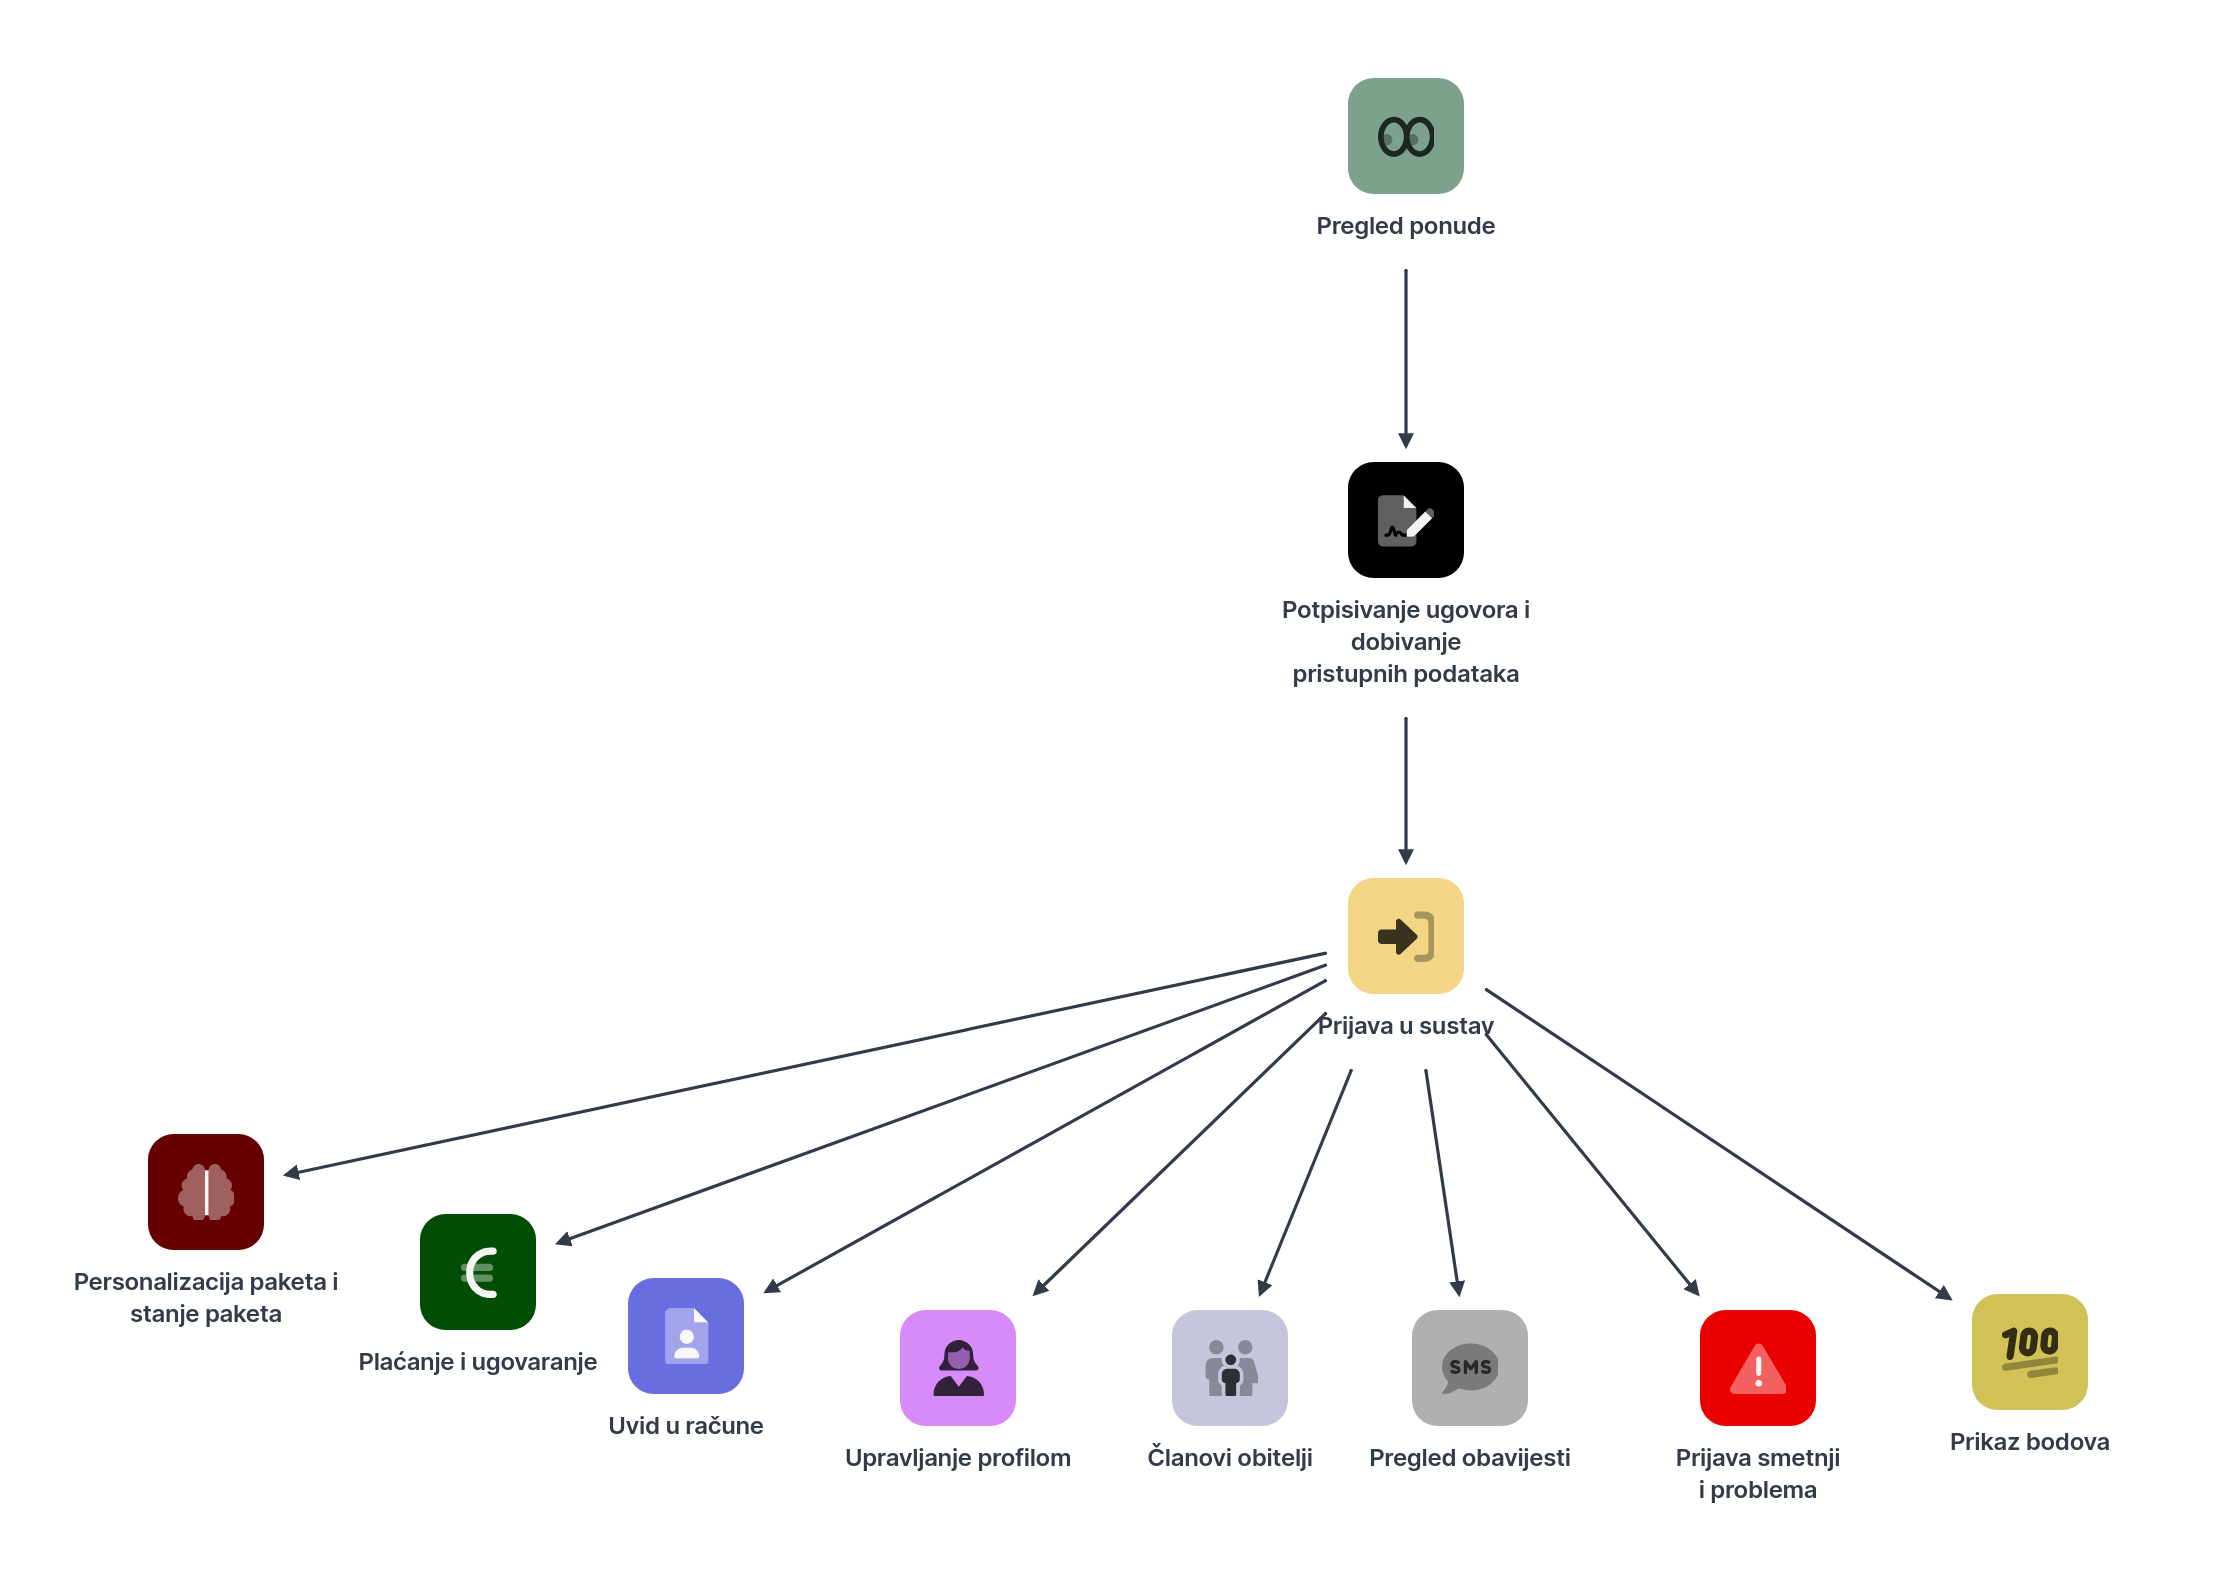 Pregled ponude
Potpisivanje ugovora i
dobivanje
pristupnih podataka
Prijava u sustav
Personalizacija paketa i
stanje paketa
Plaćanje i ugovaranje
Uvid u račune
Upravljanje profilom
Članovi obitelji
SMS
Pregled obavijesti
Prijava smetnji
i problema
100
Prikaz bodova